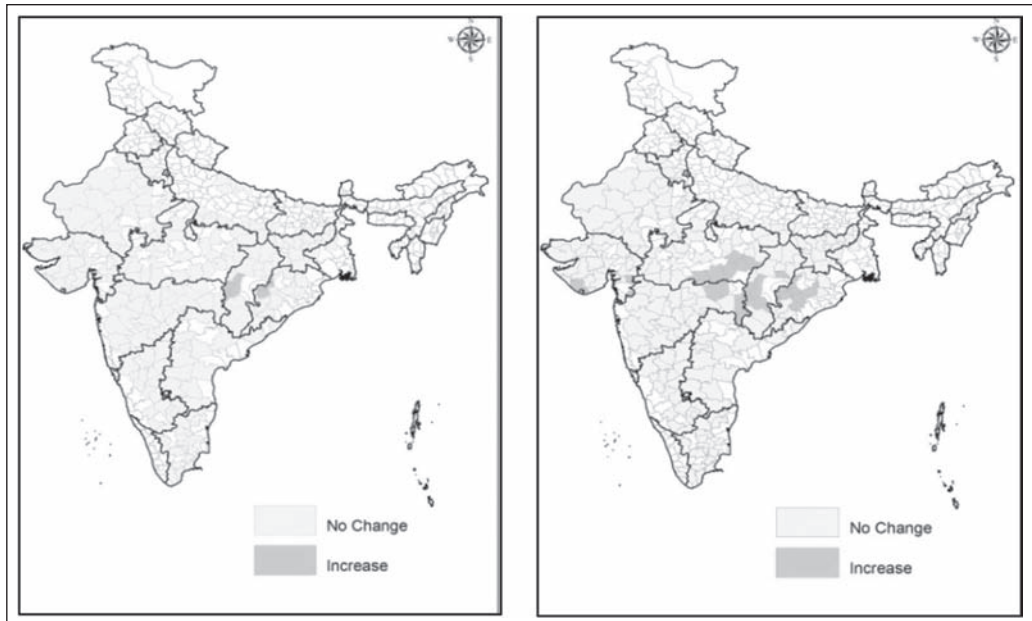 N
W E
S
No Change
Increase
N
W E
S
No Change
Increase